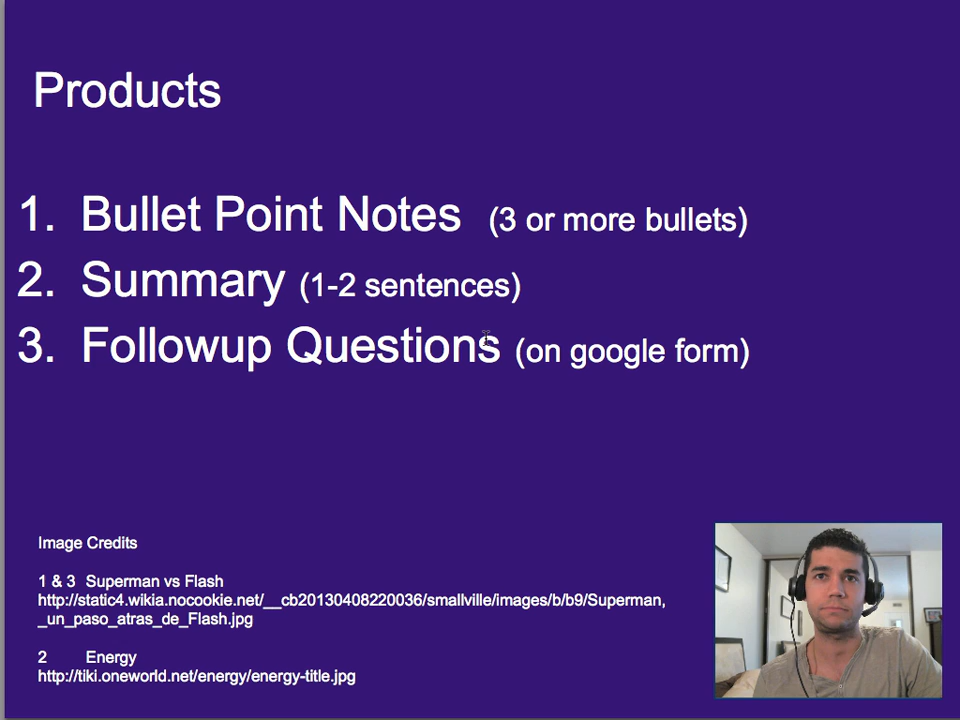 Products
1. Bullet Point Notes (3 or more bullets)
2. Summary (1-2 sentences)
3. Followup Questions (on google form)
Image Credits
1 & 3 Superman vs Flash
http://static4.wikia.nocookie.net/__cb20130408220036/smallville/images/b/b9/Superman,
_un_paso_atras_de_Flash.jpg
2 Energy
http://tiki.oneworld.net/energy/energy-title.jpg